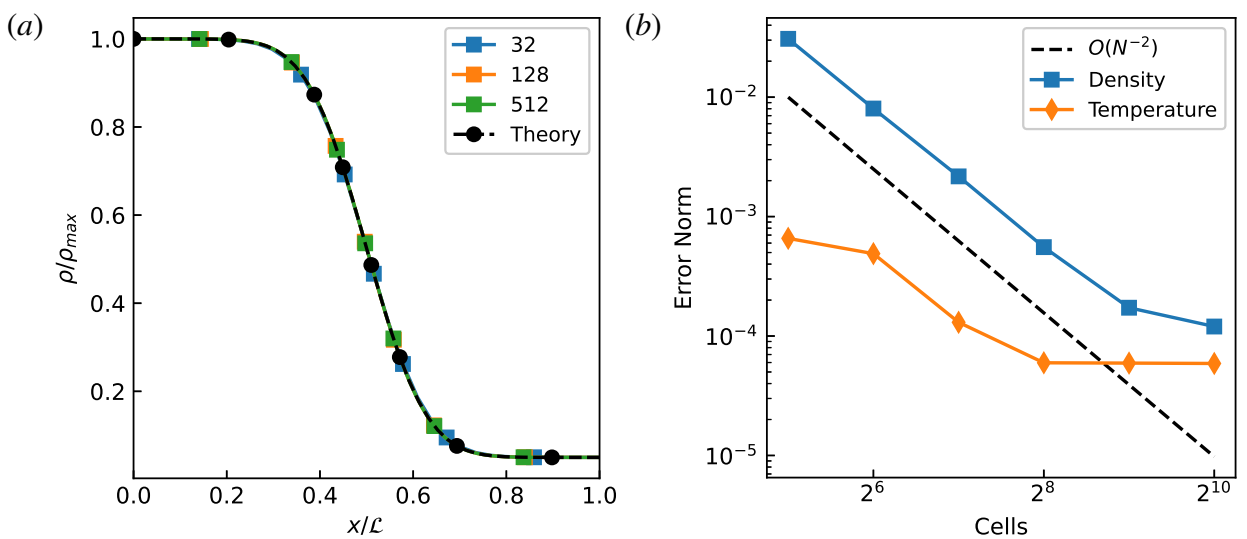 (a)
1.0
0.8
0.6
0.4
0.2
ρ/ρ_max
0.0 0.2 0.4 0.6 0.8 1.0
x/ℒ
32
128
512
Theory
(b)
10⁻²
10⁻³
10⁻⁴
10⁻⁵
Error Norm
2⁶ 2⁸ 2¹⁰
Cells
O(N⁻²)
Density
Temperature